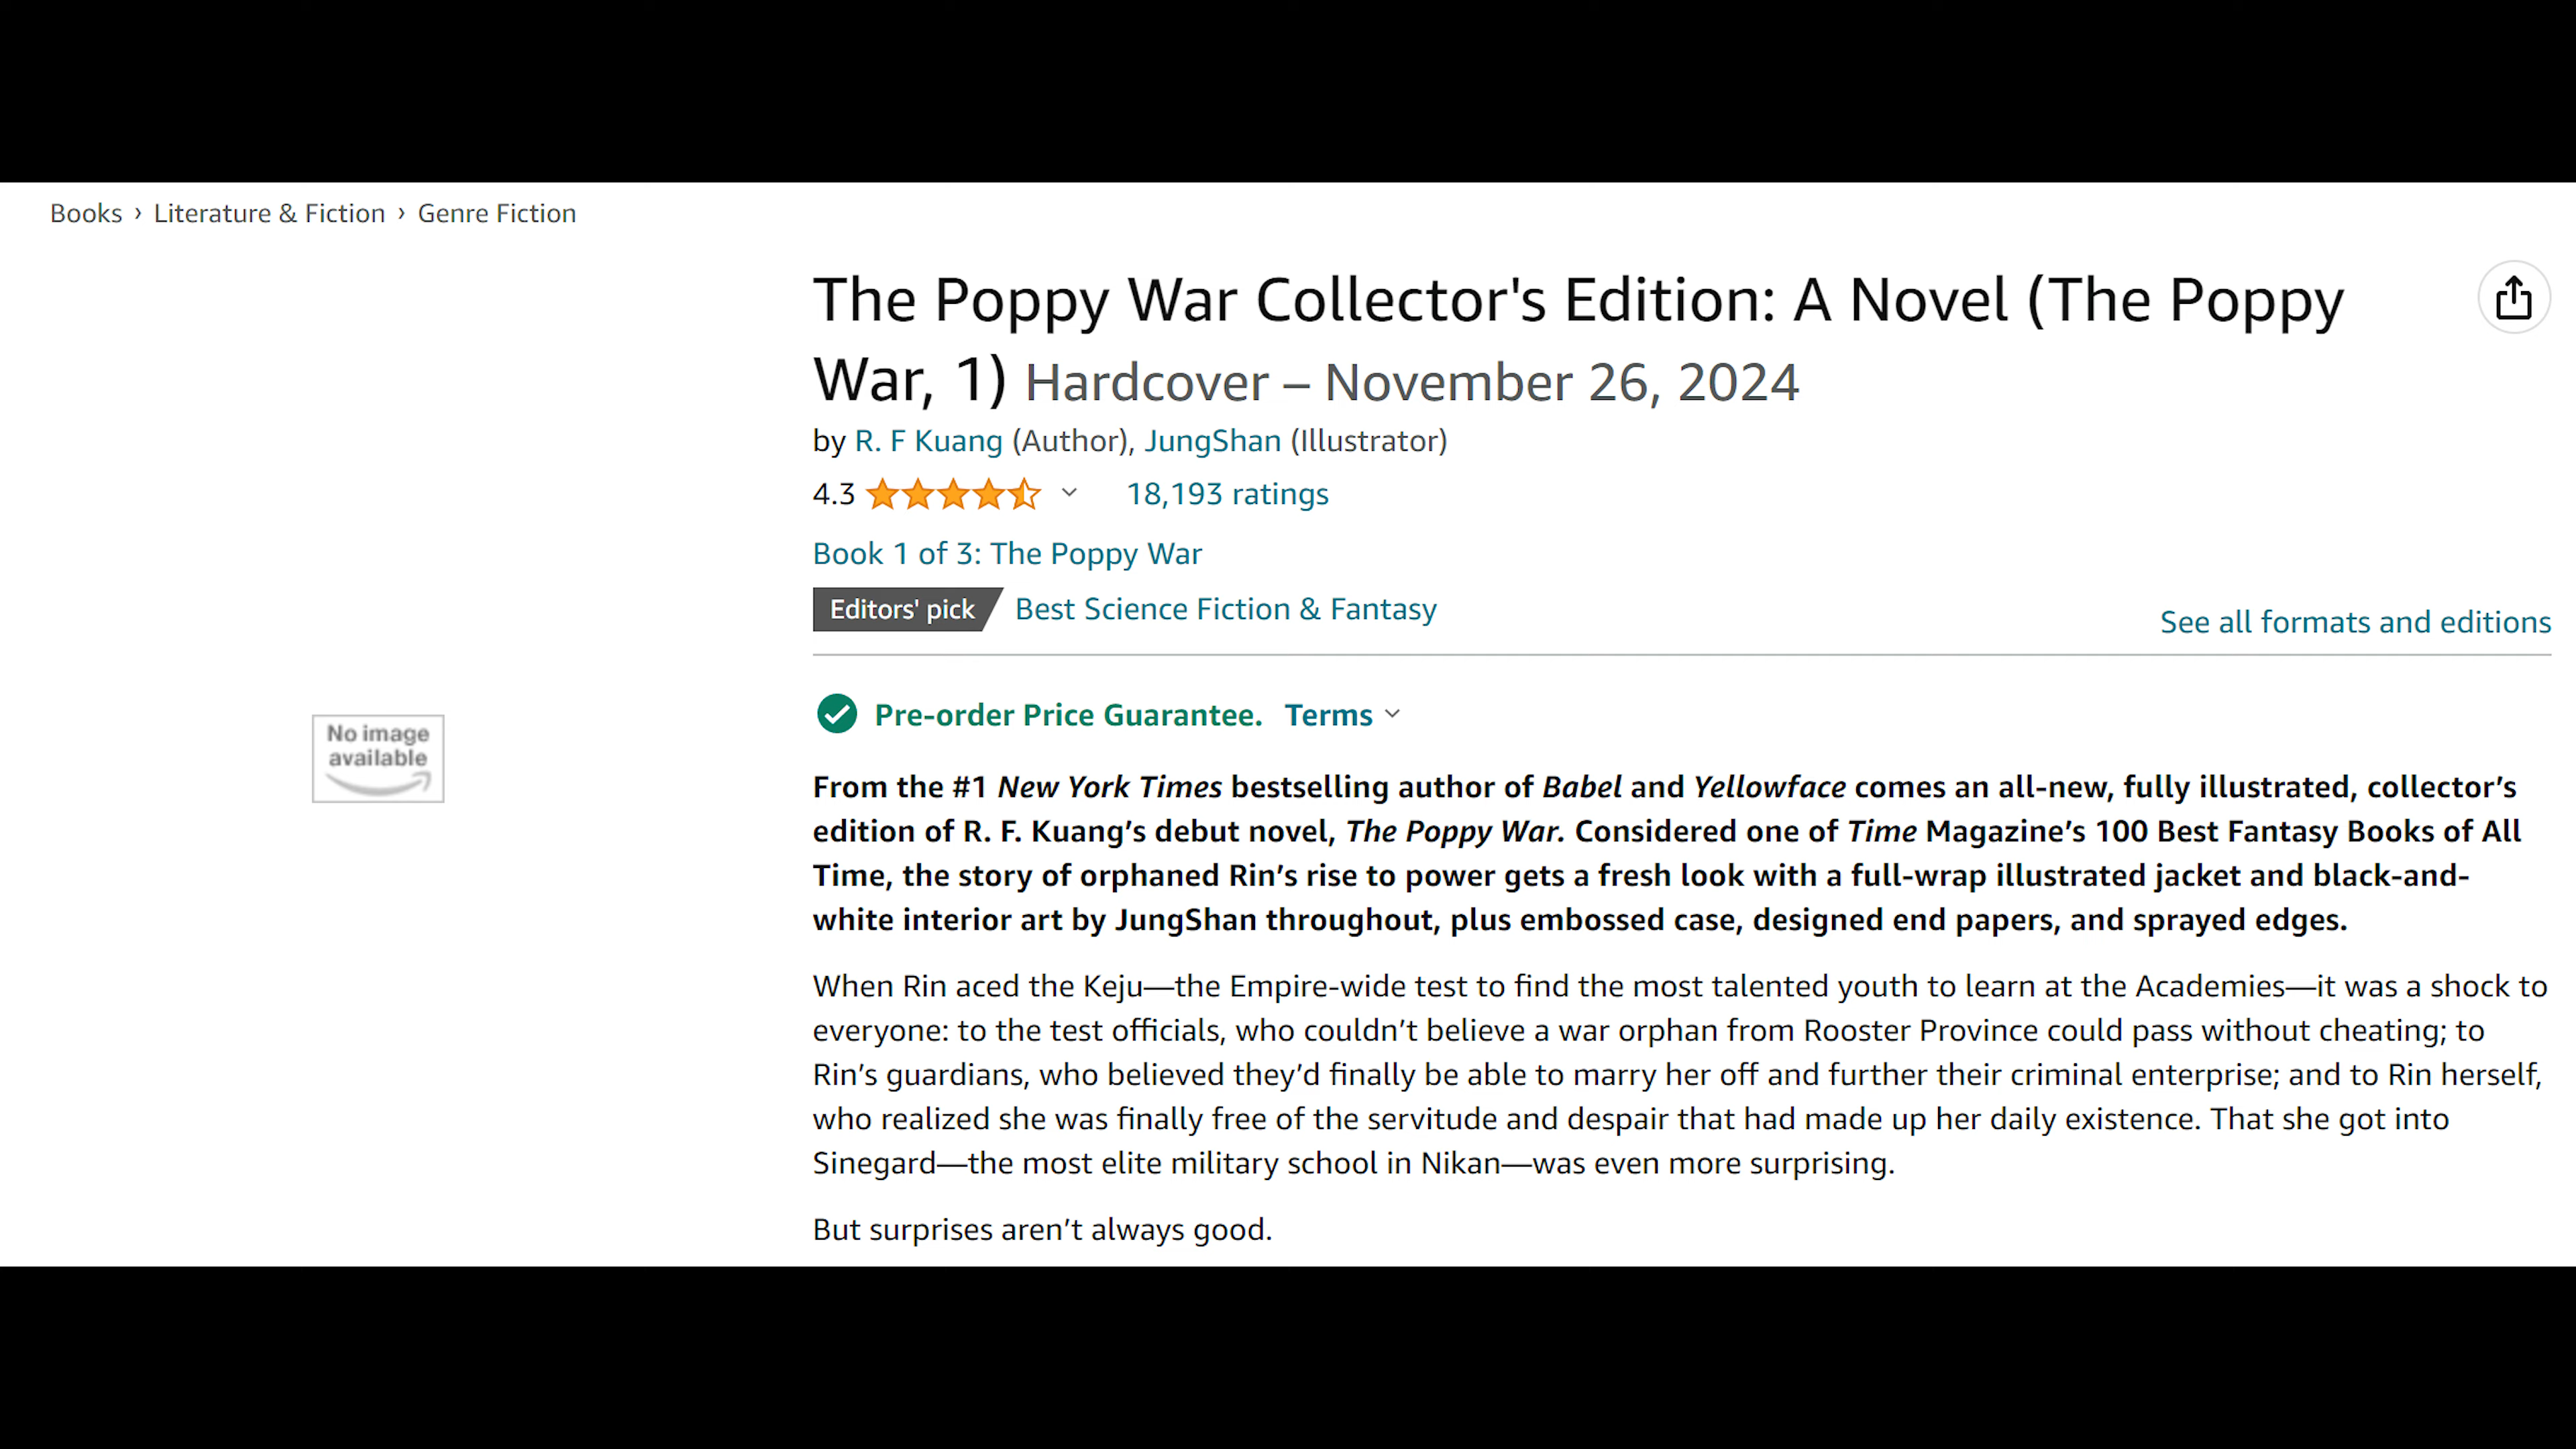 Books › Literature & Fiction › Genre Fiction
The Poppy War Collector's Edition: A Novel (The Poppy
War, 1) Hardcover – November 26, 2024
by R. F Kuang (Author), JungShan (Illustrator)
4.3 18,193 ratings
Book 1 of 3: The Poppy War
Editors' pick Best Science Fiction & Fantasy
See all formats and editions
No image
available
Pre-order Price Guarantee. Terms
From the #1 New York Times bestselling author of Babel and Yellowface comes an all-new, fully illustrated, collector’s
edition of R. F. Kuang’s debut novel, The Poppy War. Considered one of Time Magazine’s 100 Best Fantasy Books of All
Time, the story of orphaned Rin’s rise to power gets a fresh look with a full-wrap illustrated jacket and black-and-
white interior art by JungShan throughout, plus embossed case, designed end papers, and sprayed edges.
When Rin aced the Keju—the Empire-wide test to find the most talented youth to learn at the Academies—it was a shock to
everyone: to the test officials, who couldn’t believe a war orphan from Rooster Province could pass without cheating; to
Rin’s guardians, who believed they’d finally be able to marry her off and further their criminal enterprise; and to Rin herself,
who realized she was finally free of the servitude and despair that had made up her daily existence. That she got into
Sinegard—the most elite military school in Nikan—was even more surprising.
But surprises aren’t always good.